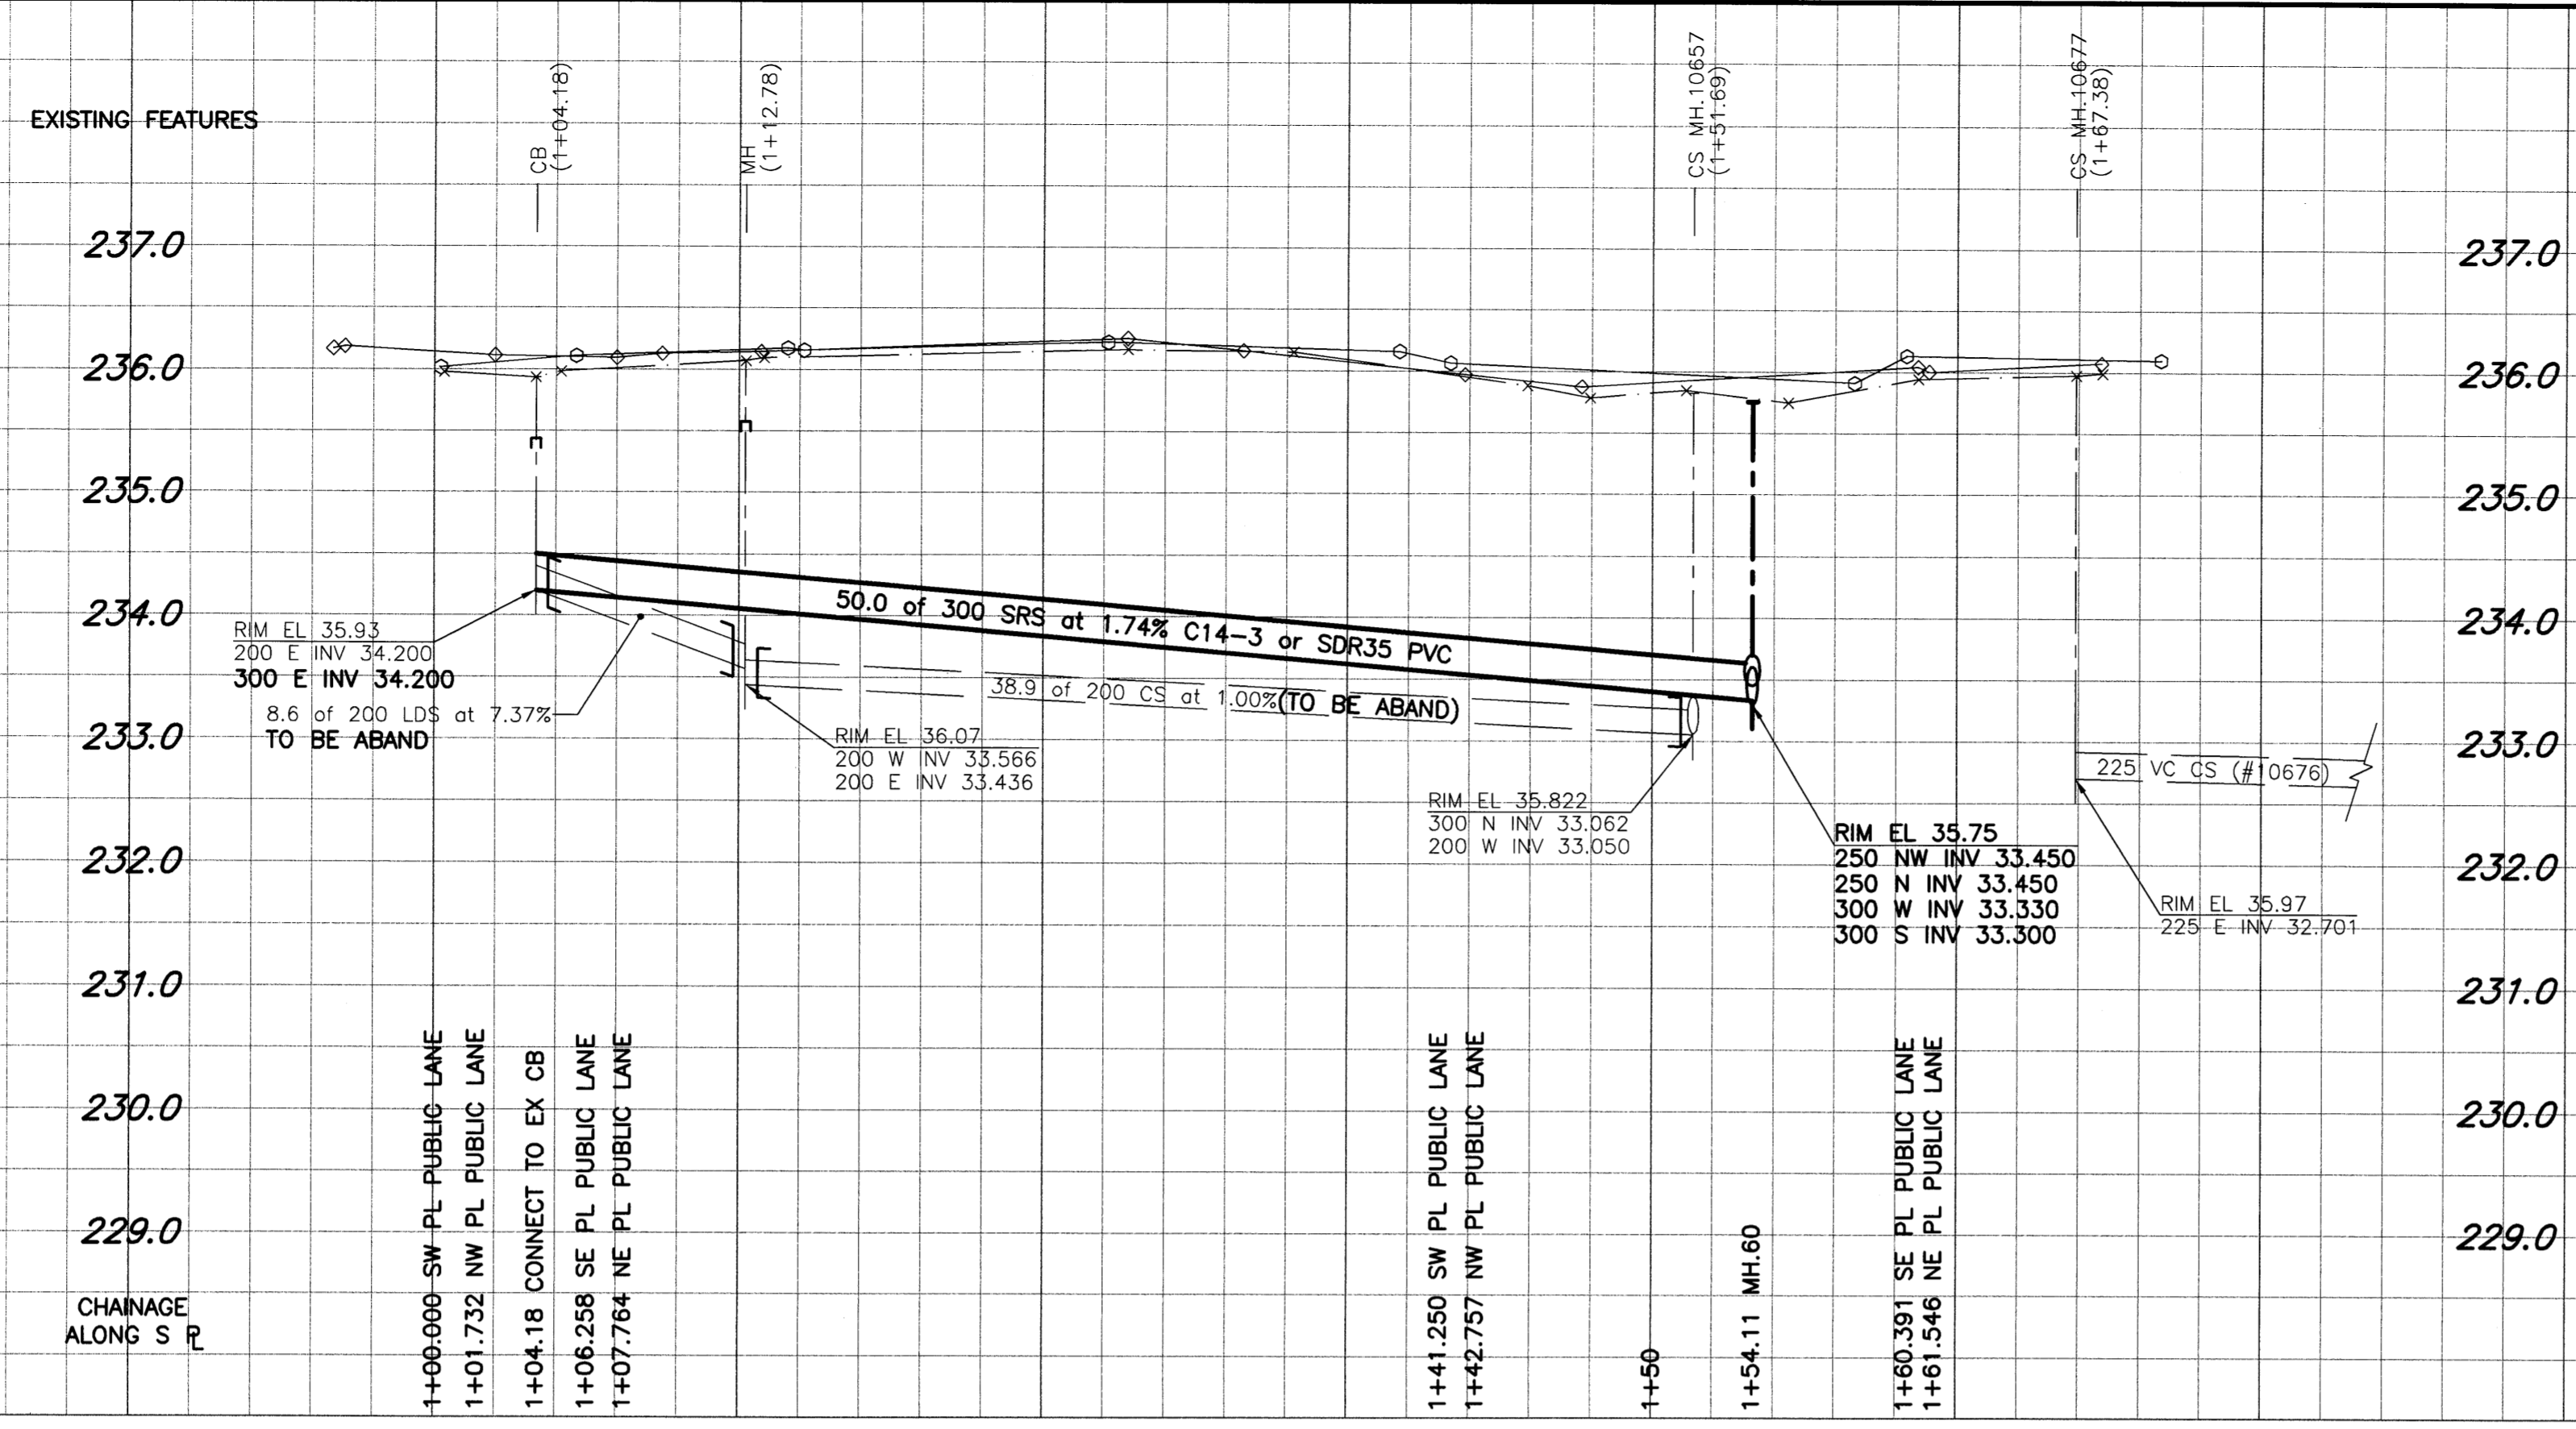 EXISTING FEATURES
CB
(1+04.18)
MH
(1+12.78)
CS MH.10657
(1+51.69)
CS MH.10677
(1+67.38)
237.0
237.0
236.0
236.0
235.0
235.0
234.0
234.0
233.0
233.0
232.0
232.0
231.0
231.0
230.0
230.0
229.0
229.0
50.0 of 300 SRS at 1.74% C14-3 or SDR35 PVC
RIM EL 35.93
200 E INV 34.200
300 E INV 34.200
8.6 of 200 LDS at 7.37%
TO BE ABAND
38.9 of 200 CS at 1.00%(TO BE ABAND)
RIM EL 36.07
200 W INV 33.566
200 E INV 33.436
RIM EL 35.822
300 N INV 33.062
200 W INV 33.050
RIM EL 35.75
250 NW INV 33.450
250 N INV 33.450
300 W INV 33.330
300 S INV 33.300
225 VC CS (#10676)
RIM EL 35.97
225 E INV 32.701
CHAINAGE
ALONG S PL
1+00.000 SW PL PUBLIC LANE
1+01.732 NW PL PUBLIC LANE
1+04.18 CONNECT TO EX CB
1+06.258 SE PL PUBLIC LANE
1+07.764 NE PL PUBLIC LANE
1+41.250 SW PL PUBLIC LANE
1+42.757 NW PL PUBLIC LANE
1+50
1+54.11 MH.60
1+60.391 SE PL PUBLIC LANE
1+61.546 NE PL PUBLIC LANE